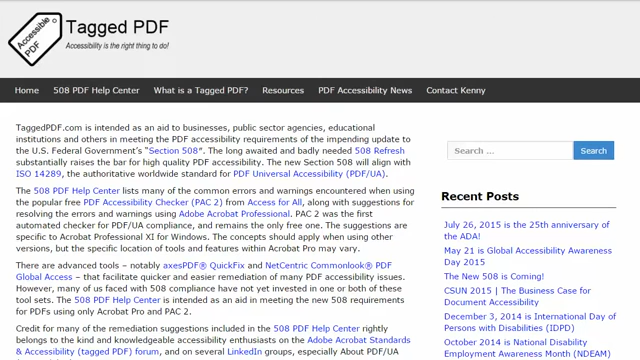 Accessible
PDF
Tagged PDF
Accessibility is the right thing to do!
Home
508 PDF Help Center
What is a Tagged PDF?
Resources
PDF Accessibility News
Contact Kenny
TaggedPDF.com is intended as an aid to businesses, public sector agencies, educational
institutions and others in meeting the PDF accessibility requirements of the impending update to
the U.S. Federal Government's "Section 508". The long awaited and badly needed 508 Refresh
substantially raises the bar for high quality PDF accessibility. The new Section 508 will align with
ISO 14289, the authoritative worldwide standard for PDF Universal Accessibility (PDF/UA).
The 508 PDF Help Center lists many of the common errors and warnings encountered when using
the popular free PDF Accessibility Checker (PAC 2) from Access for All, along with suggestions for
resolving the errors and warnings using Adobe Acrobat Professional. PAC 2 was the first
automated checker for PDF/UA compliance, and remains the only free one. The suggestions are
specific to Acrobat Professional XI for Windows. The concepts should apply when using other
versions, but the specific location of tools and features within Acrobat Pro may vary.
There are advanced tools – notably axesPDF® QuickFix and NetCentric Commonlook® PDF
Global Access – that facilitate quicker and easier remediation of many PDF accessibility issues.
However, many of us faced with 508 compliance have not yet invested in one or both of these
tool sets. The 508 PDF Help Center is intended as an aid in meeting the new 508 requirements
for PDFs using only Acrobat Pro and PAC 2.
Credit for many of the remediation suggestions included in the 508 PDF Help Center rightly
belongs to the kind and knowledgeable accessibility enthusiasts on the Adobe Acrobat Standards
& Accessibility (tagged PDF) forum, and on several LinkedIn groups, especially About PDF/UA
Search ...
Search
Recent Posts
July 26, 2015 is the 25th anniversary of
the ADA!
May 21 is Global Accessibility Awareness
Day 2015
The New 508 is Coming!
CSUN 2015 | The Business Case for
Document Accessibility
December 3, 2014 is International Day of
Persons with Disabilities (IDPD)
October 2014 is National Disability
Employment Awareness Month (NDEAM)